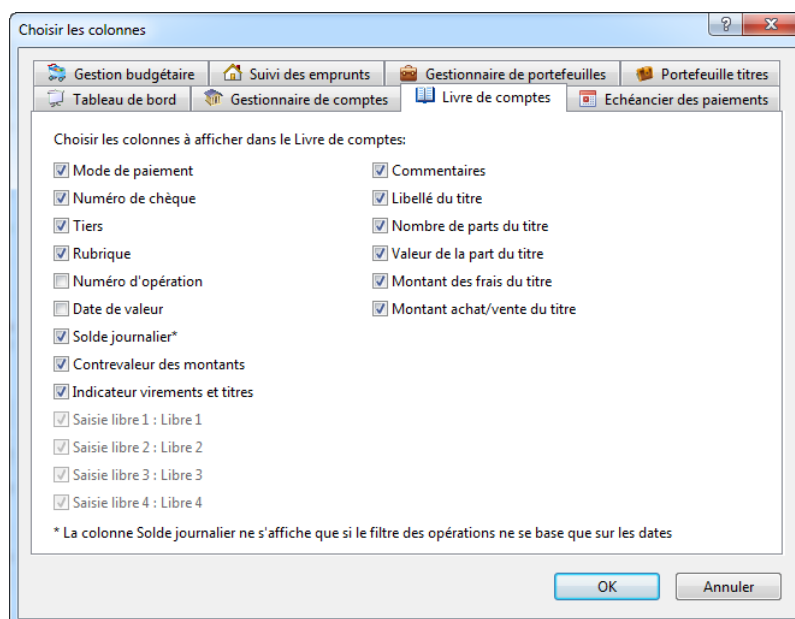 Choisir les colonnes
Gestion budgétaire Suivi des emprunts Gestionnaire de portefeuilles Portefeuille titres
Tableau de bord Gestionnaire de comptes Livre de comptes Echéancier des paiements
Choisir les colonnes à afficher dans le Livre de comptes:
Mode de paiement
Numéro de chèque
Tiers
Rubrique
Numéro d'opération
Date de valeur
Solde journalier*
Contrevaleur des montants
Indicateur virements et titres
Saisie libre 1 : Libre 1
Saisie libre 2 : Libre 2
Saisie libre 3 : Libre 3
Saisie libre 4 : Libre 4
Commentaires
Libellé du titre
Nombre de parts du titre
Valeur de la part du titre
Montant des frais du titre
Montant achat/vente du titre
* La colonne Solde journalier ne s'affiche que si le filtre des opérations ne se base que sur les dates
OK Annuler